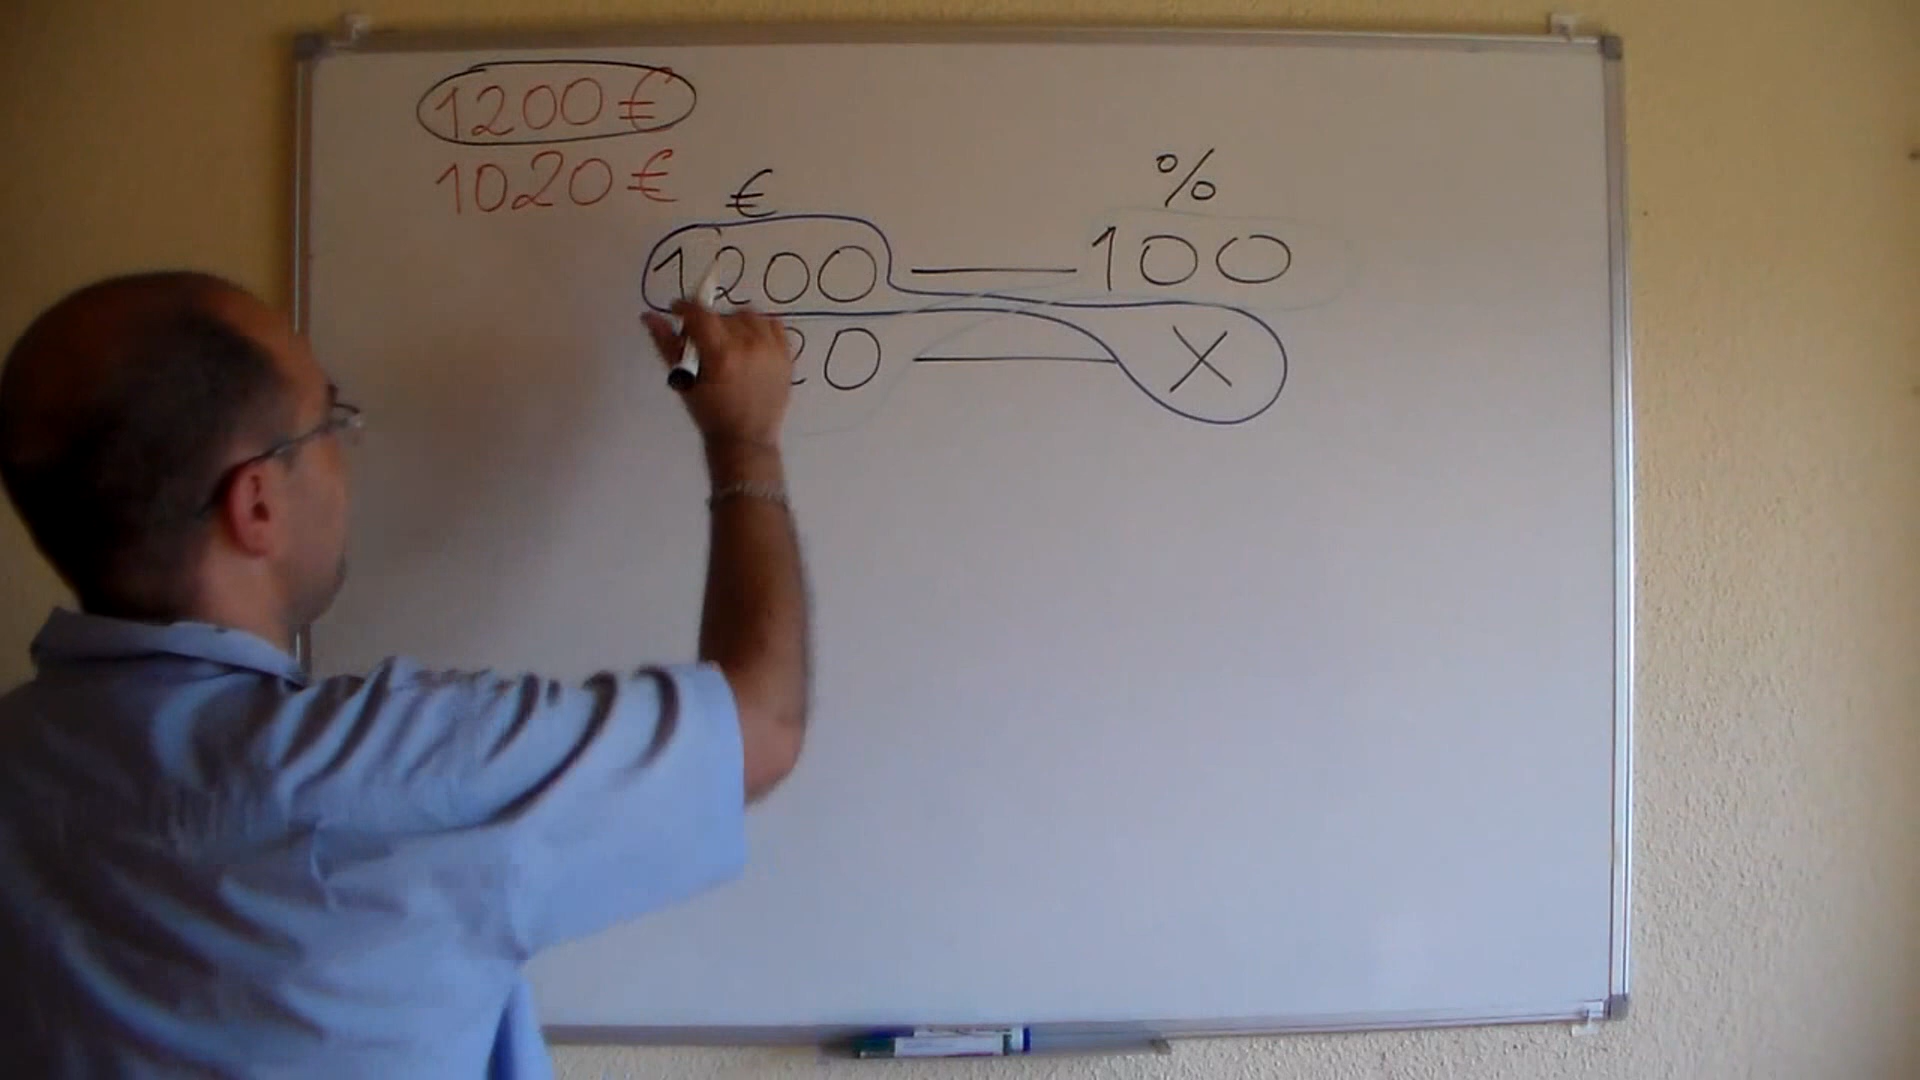 1200 €
1020 €
€ %
1200 — 100
20 — X